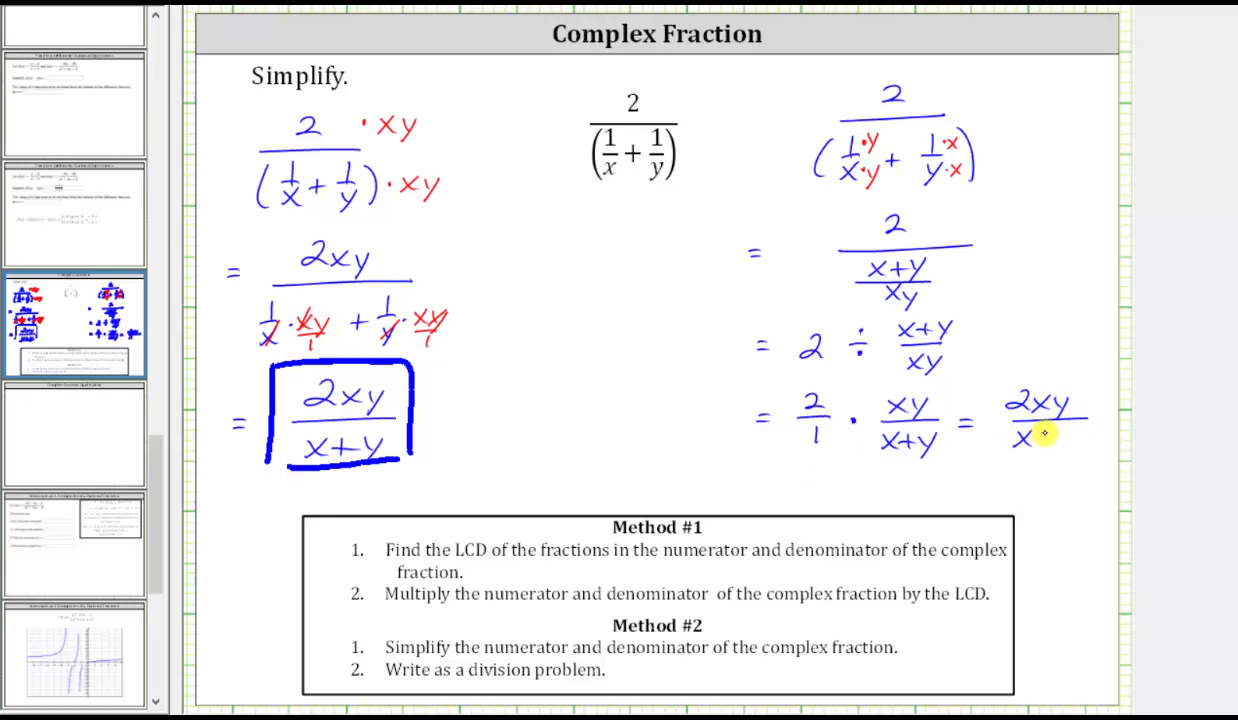 Complex Fraction
Simplify.
2 / (1/x + 1/y)
2 · xy / (1/x + 1/y) · xy
= 2xy / 1/x · xy/1 + 1/y · xy/1
= 2xy / x+y
2 / (1·y/x·y + 1·x/y·x)
= 2 / x+y/xy
= 2 ÷ x+y/xy
= 2/1 · xy/x+y = 2xy/x
Method #1
1. Find the LCD of the fractions in the numerator and denominator of the complex
fraction.
2. Multiply the numerator and denominator of the complex fraction by the LCD.
Method #2
1. Simplify the numerator and denominator of the complex fraction.
2. Write as a division problem.